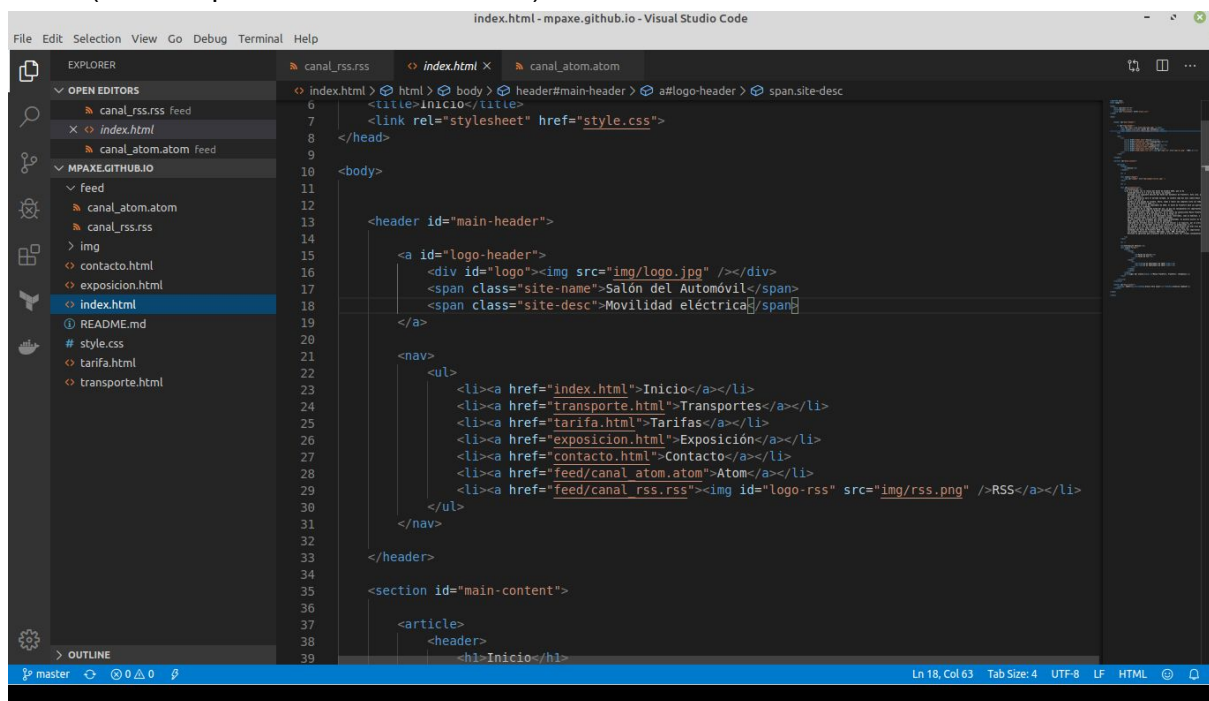 index.html - mpaxe.github.io - Visual Studio Code
File Edit Selection View Go Debug Terminal Help
EXPLORER
OPEN EDITORS
canal_rss.rss feed
index.html
canal_atom.atom feed
MPAXE.GITHUB.IO
feed
canal_atom.atom
canal_rss.rss
img
contacto.html
exposicion.html
index.html
README.md
style.css
tarifa.html
transporte.html
OUTLINE
canal_rss.rss index.html canal_atom.atom
index.html > html > body > header#main-header > a#logo-header > span.site-desc
6 <title>Inicio</title>
7 <link rel="stylesheet" href="style.css">
8 </head>
9
10 <body>
11
12
13 <header id="main-header">
14
15 <a id="logo-header">
16 <div id="logo"><img src="img/logo.jpg" /></div>
17 <span class="site-name">Salón del Automóvil</span>
18 <span class="site-desc">Movilidad eléctrica</span>
19 </a>
20
21 <nav>
22 <ul>
23 <li><a href="index.html">Inicio</a></li>
24 <li><a href="transporte.html">Transportes</a></li>
25 <li><a href="tarifa.html">Tarifas</a></li>
26 <li><a href="exposicion.html">Exposición</a></li>
27 <li><a href="contacto.html">Contacto</a></li>
28 <li><a href="feed/canal_atom.atom">Atom</a></li>
29 <li><a href="feed/canal_rss.rss"><img id="logo-rss" src="img/rss.png" />RSS</a></li>
30 </ul>
31 </nav>
32
33 </header>
34
35 <section id="main-content">
36
37 <article>
38 <header>
39 <h1>Inicio</h1>
master 0 0 Ln 18, Col 63 Tab Size: 4 UTF-8 LF HTML